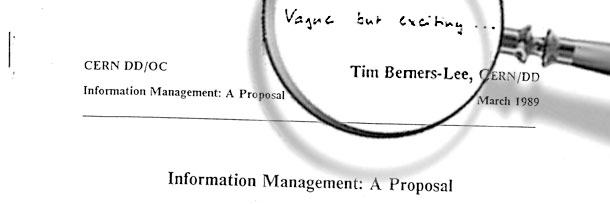 Vague but exciting ...
CERN DD/OC
Tim Berners-Lee, CERN/DD
Information Management: A Proposal
March 1989
Information Management: A Proposal